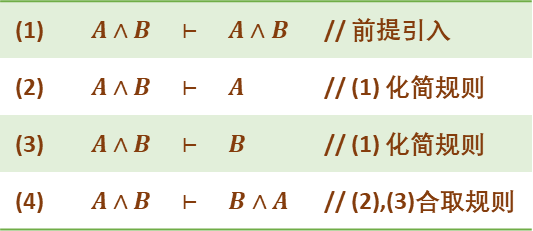 (1) A ∧ B ⊢ A ∧ B // 前提引入
(2) A ∧ B ⊢ A // (1) 化简规则
(3) A ∧ B ⊢ B // (1) 化简规则
(4) A ∧ B ⊢ B ∧ A // (2),(3)合取规则